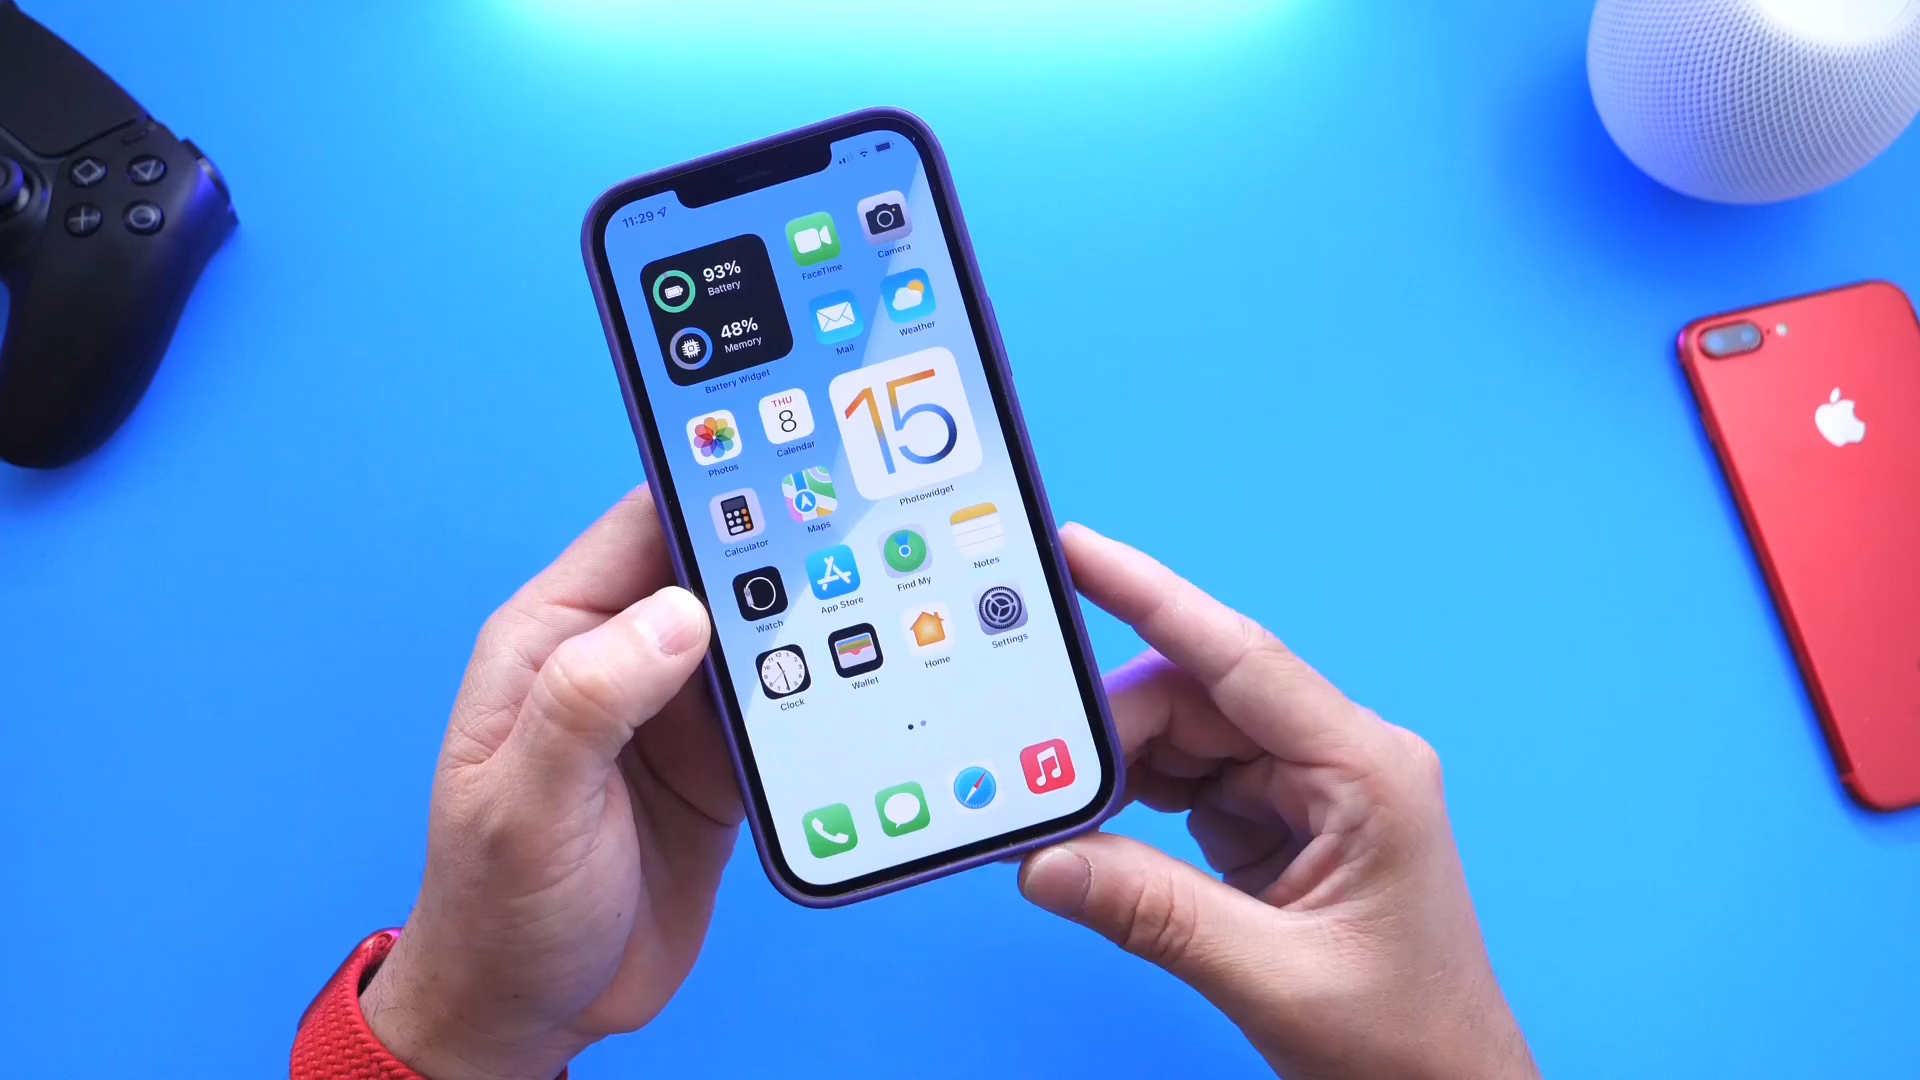 11:29
93%
Battery
48%
Memory
Battery Widget
FaceTime
Camera
Mail
Weather
Photos
THU
8
Calendar
15
Photowidget
Calculator
Maps
Watch
App Store
Find My
Notes
Clock
Wallet
Home
Settings